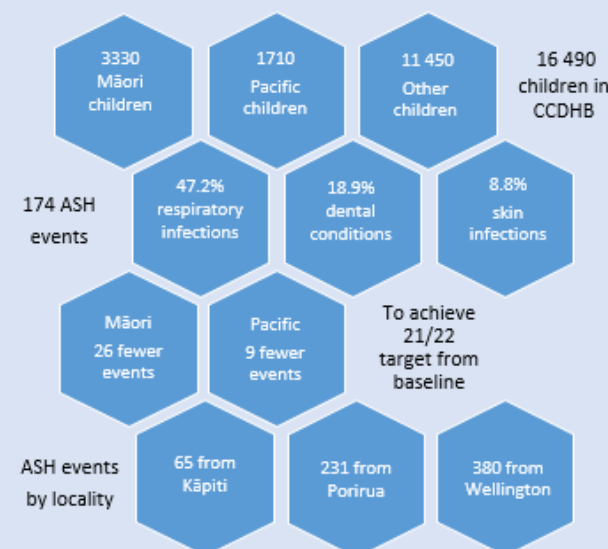 3330
Māori
children
1710
Pacific
children
11 450
Other
children
16 490
children in
CCDHB
174 ASH
events
47.2%
respiratory
infections
18.9%
dental
conditions
8.8%
skin
infections
Māori
26 fewer
events
Pacific
9 fewer
events
To achieve
21/22
target from
baseline
ASH events
by locality
65 from
Kāpiti
231 from
Porirua
380 from
Wellington